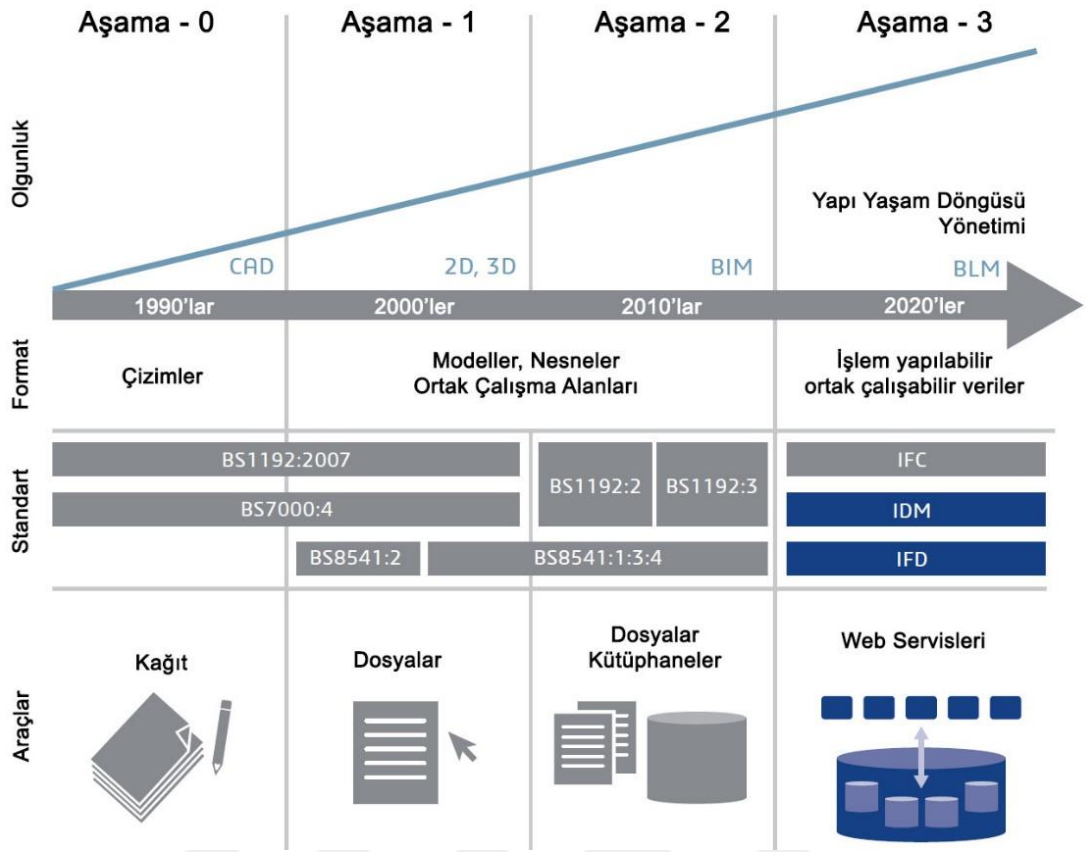 Aşama - 0
Aşama - 1
Aşama - 2
Aşama - 3
Olgunluk
Yapı Yaşam Döngüsü
Yönetimi
CAD
2D, 3D
BIM
BLM
1990'lar
2000'ler
2010'lar
2020'ler
Format
Çizimler
Modeller, Nesneler
Ortak Çalışma Alanları
İşlem yapılabilir
ortak çalışabilir veriler
Standart
BS1192:2007
BS7000:4
BS8541:2
BS1192:2
BS1192:3
BS8541:1:3:4
IFC
IDM
IFD
Araçlar
Kağıt
Dosyalar
Dosyalar
Kütüphaneler
Web Servisleri